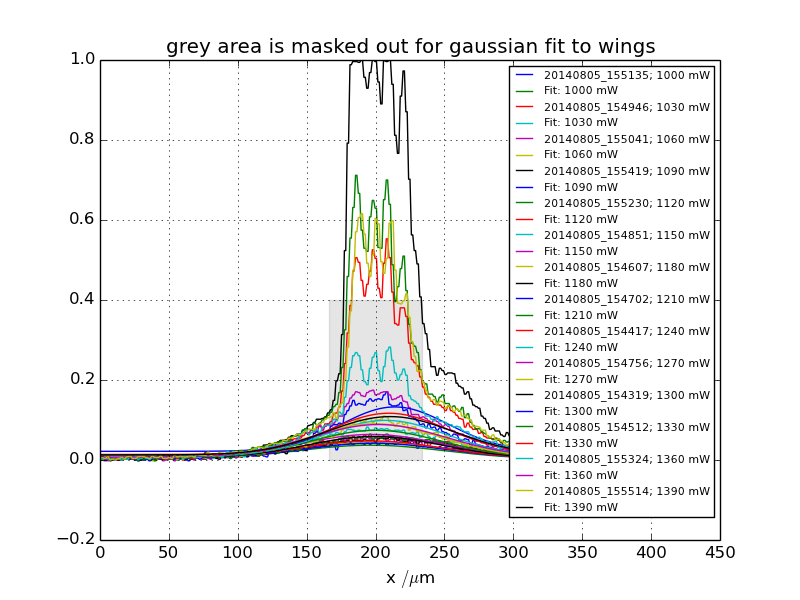 grey area is masked out for gaussian fit to wings
1.0
0.8
0.6
0.4
0.2
0.0
−0.2
0 50 100 150 200 250 300 350 400 450
x /μm
20140805_155135; 1000 mW
Fit: 1000 mW
20140805_154946; 1030 mW
Fit: 1030 mW
20140805_155041; 1060 mW
Fit: 1060 mW
20140805_155419; 1090 mW
Fit: 1090 mW
20140805_155230; 1120 mW
Fit: 1120 mW
20140805_154851; 1150 mW
Fit: 1150 mW
20140805_154607; 1180 mW
Fit: 1180 mW
20140805_154702; 1210 mW
Fit: 1210 mW
20140805_154417; 1240 mW
Fit: 1240 mW
20140805_154756; 1270 mW
Fit: 1270 mW
20140805_154319; 1300 mW
Fit: 1300 mW
20140805_154512; 1330 mW
Fit: 1330 mW
20140805_155324; 1360 mW
Fit: 1360 mW
20140805_155514; 1390 mW
Fit: 1390 mW